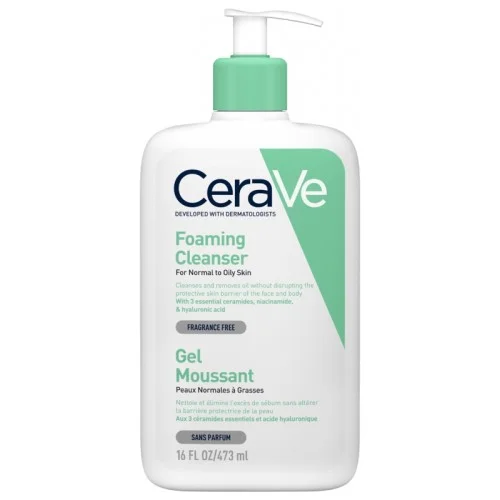 CeraVe
DEVELOPED WITH DERMATOLOGISTS
Foaming
Cleanser
For Normal to Oily Skin
Cleanses and removes oil without disrupting the
protective skin barrier of the face and body
With 3 essential ceramides, niacinamide,
& hyaluronic acid
FRAGRANCE FREE
Gel
Moussant
Peaux Normales à Grasses
Nettoie et élimine l'excès de sébum sans altérer
la barrière protectrice de la peau
Aux 3 céramides essentiels et acide hyaluronique
SANS PARFUM
16 FL OZ/473 ml